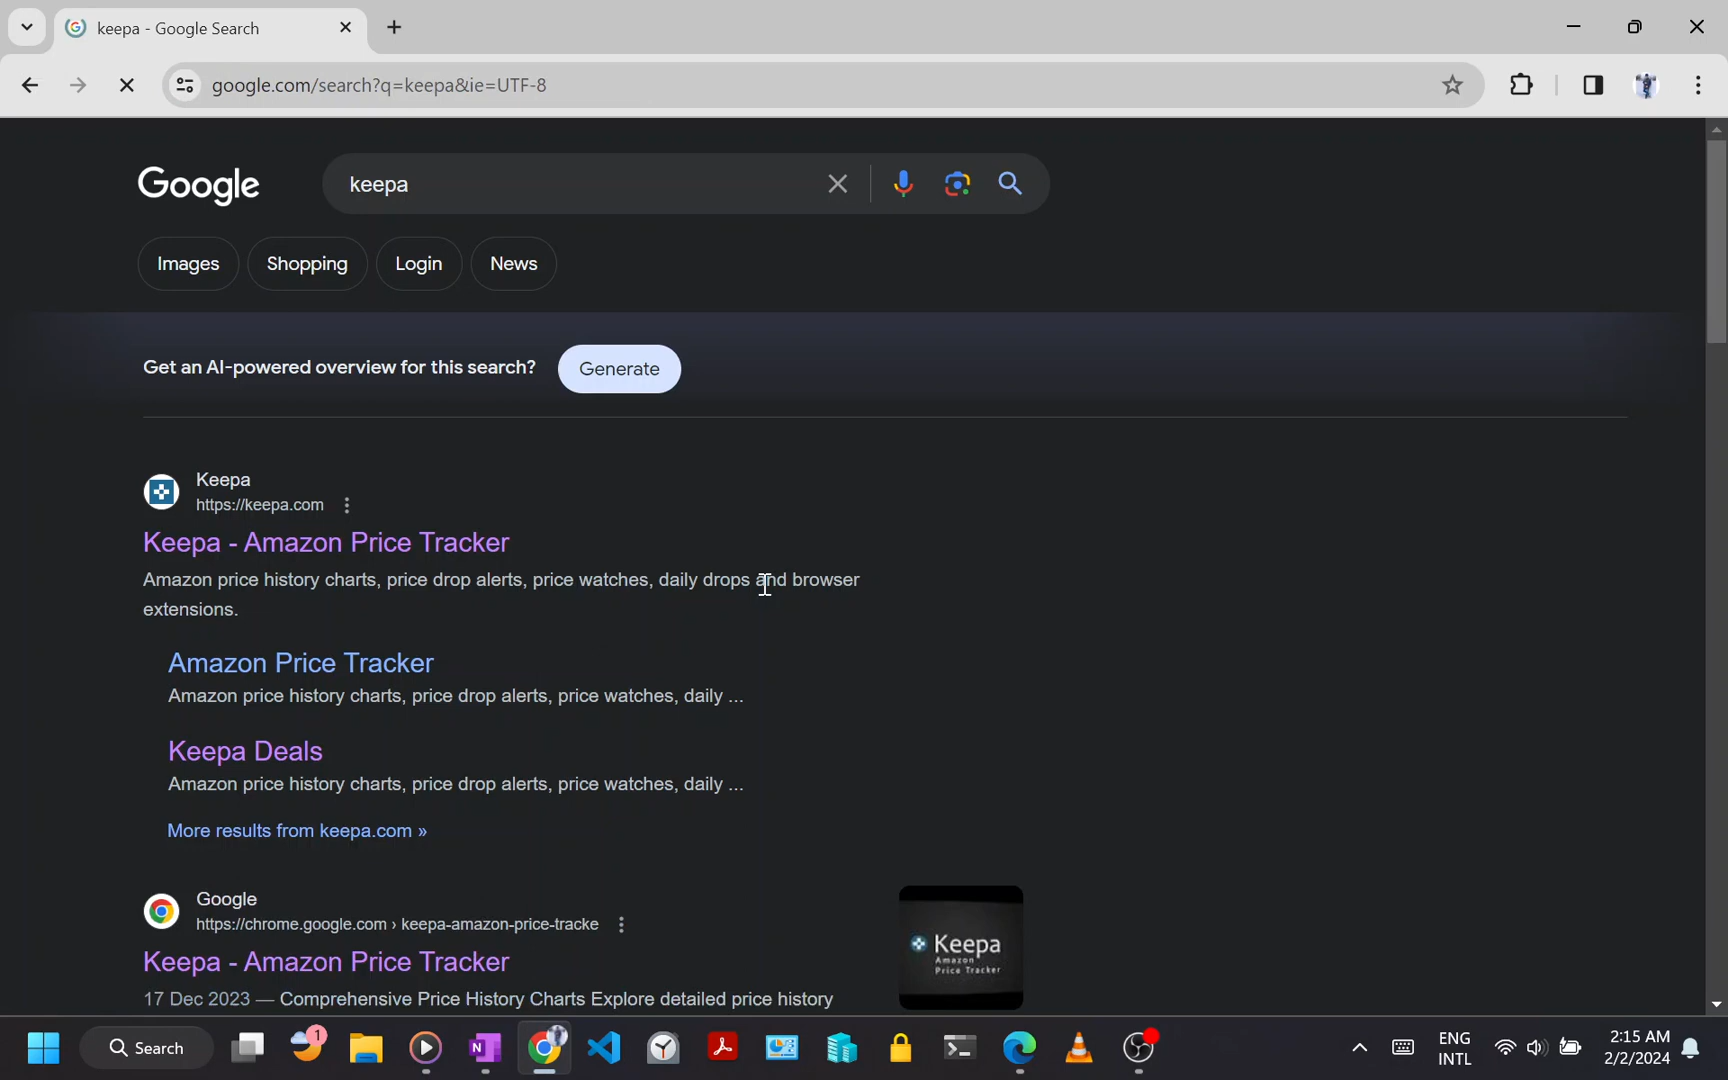 keepa - Google Search
google.com/search?q=keepa&ie=UTF-8
Google
keepa
Images
Shopping
Login
News
Get an AI-powered overview for this search?
Generate
Keepa
https://keepa.com
Keepa - Amazon Price Tracker
Amazon price history charts, price drop alerts, price watches, daily drops and browser
extensions.
Amazon Price Tracker
Amazon price history charts, price drop alerts, price watches, daily ...
Keepa Deals
Amazon price history charts, price drop alerts, price watches, daily ...
More results from keepa.com »
Google
https://chrome.google.com › keepa-amazon-price-tracke
Keepa - Amazon Price Tracker
17 Dec 2023 — Comprehensive Price History Charts Explore detailed price history
Keepa
Amazon
Price Tracker
Search
1
ENG
INTL
2:15 AM
2/2/2024